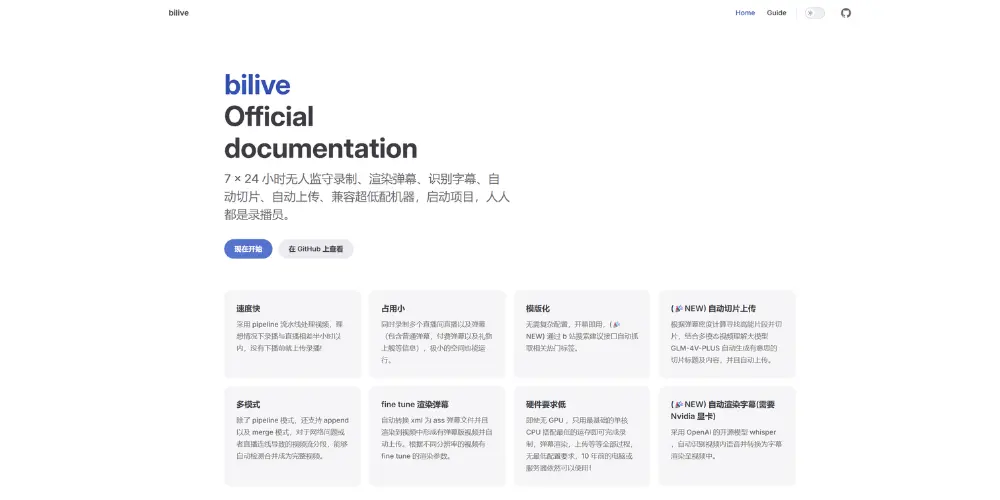 bilive
Home
Guide
bilive
Official
documentation
7 × 24 小时无人监守录制、渲染弹幕、识别字幕、自
动切片、自动上传、兼容超低配机器，启动项目，人人
都是录播员。
现在开始
在 GitHub 上查看
速度快
采用 pipeline 流水线处理视频，理
想情况下录播与直播相差半小时以
内，没有下播就能上传录播!
占用小
同时录制多个直播间直播以及弹幕
（包含普通弹幕，付费弹幕以及礼物
上舰等信息），极小的空间也能运
行。
模版化
无需复杂配置，开箱即用，( 🎉
NEW) 通过 b 站搜索建议接口自动抓
取相关热门标签。
( 🎉 NEW) 自动切片上传
根据弹幕密度计算寻找高能片段并切
片，结合多模态视频理解大模型
GLM-4V-PLUS 自动生成有意思的
切片标题及内容，并且自动上传。
多模式
除了 pipeline 模式，还支持 append
以及 merge 模式，对于网络问题或
者直播连线导致的视频流分段，能够
自动检测合并成为完整视频。
fine tune 渲染弹幕
自动转换 xml 为 ass 弹幕文件并且
渲染到视频中形成有弹幕版视频并自
动上传。根据不同分辨率的视频有
fine tune 的渲染参数。
硬件要求低
即使无 GPU ，只用最基础的单核
CPU 搭配最低的运存即可完成录
制，弹幕渲染，上传等等全部过程，
无最低配置要求，10 年前的电脑或
服务器依然可以使用!
( 🎉 NEW) 自动渲染字幕(需要
Nvidia 显卡)
采用 OpenAI 的开源模型 whisper
，自动识别视频内语音并转换为字幕
渲染至视频中。